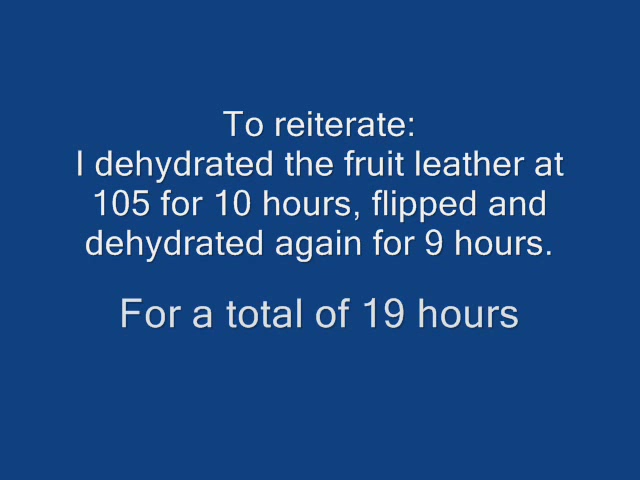 To reiterate:
I dehydrated the fruit leather at
105 for 10 hours, flipped and
dehydrated again for 9 hours.
For a total of 19 hours